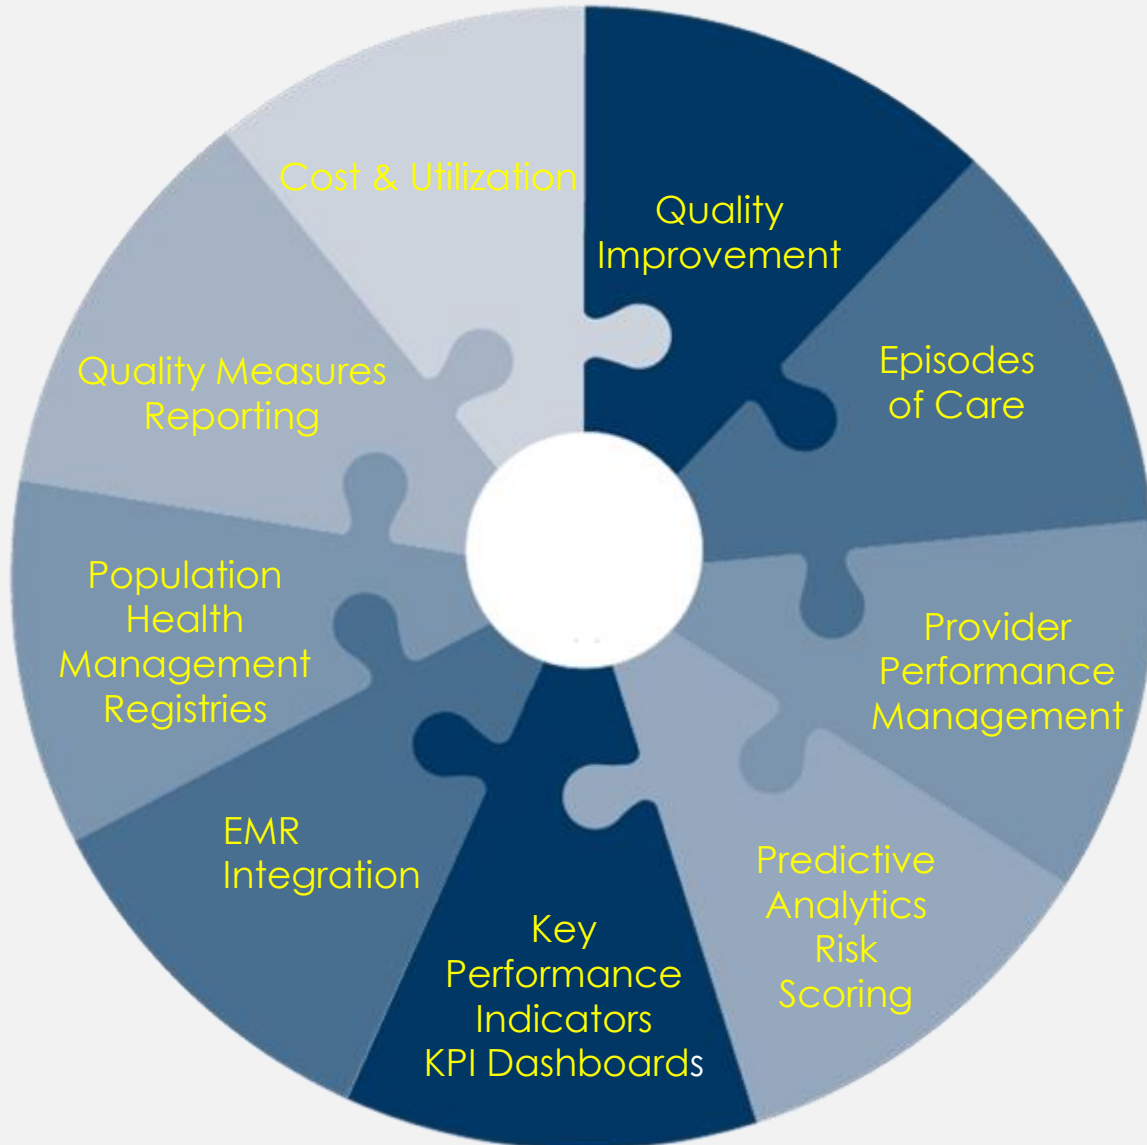 Cost & Utilization
Quality
Improvement
Episodes
of Care
Provider
Performance
Management
Predictive
Analytics
Risk
Scoring
Key
Performance
Indicators
KPI Dashboards
EMR
Integration
Population
Health
Management
Registries
Quality Measures
Reporting